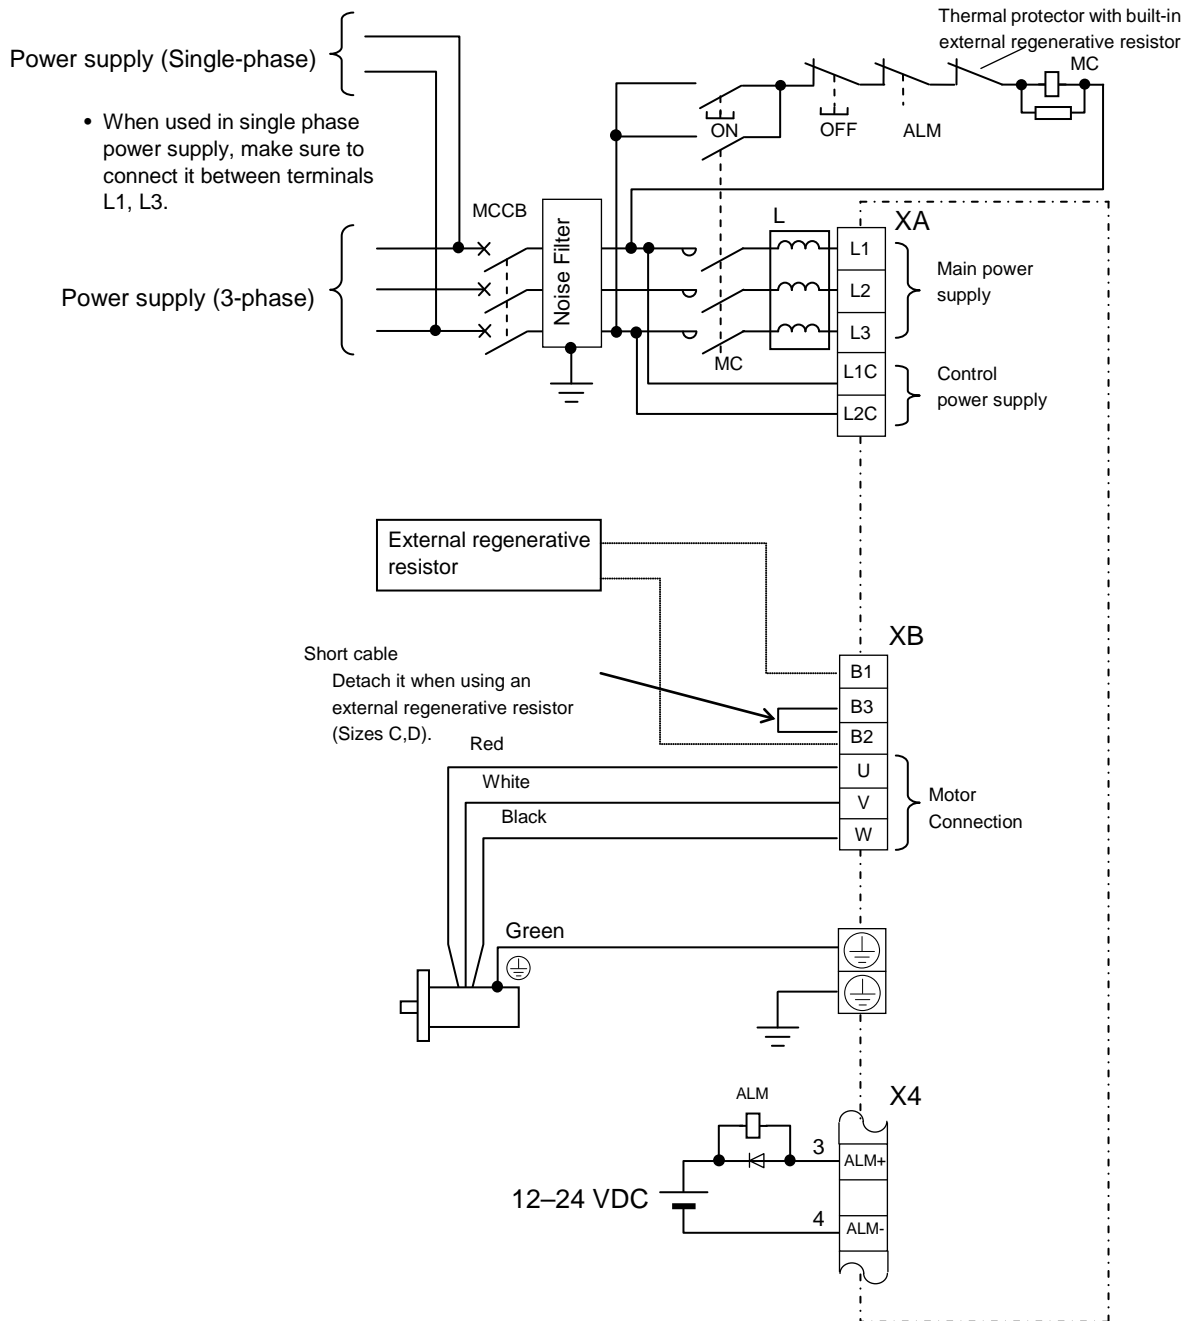 Thermal protector with built-in
external regenerative resistor
Power supply (Single-phase)
MC
• When used in single phase
power supply, make sure to
connect it between terminals
L1, L3.
ON
OFF
ALM
MCCB
Noise Filter
L
XA
L1
L2
L3
L1C
L2C
Main power
supply
Power supply (3-phase)
MC
Control
power supply
External regenerative
resistor
XB
Short cable
Detach it when using an
external regenerative resistor
(Sizes C,D).
B1
B3
B2
U
V
W
Red
White
Black
Motor
Connection
Green
ALM
X4
3
ALM+
12–24 VDC
4
ALM-